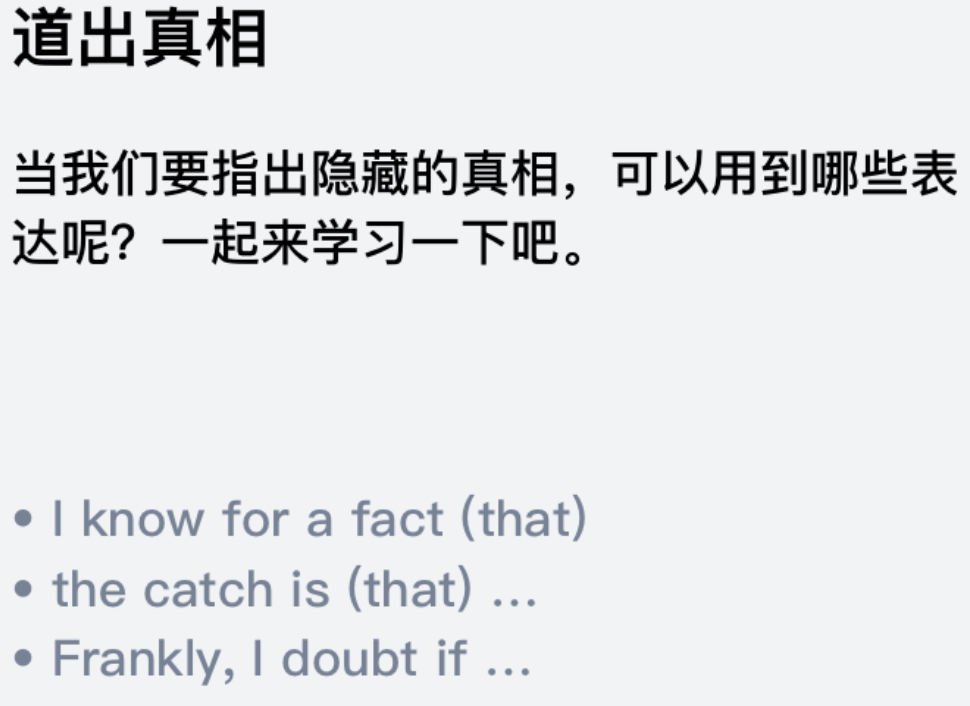 道出真相
当我们要指出隐藏的真相，可以用到哪些表
达呢？一起来学习一下吧。
• I know for a fact (that)
• the catch is (that) ...
• Frankly, I doubt if ...